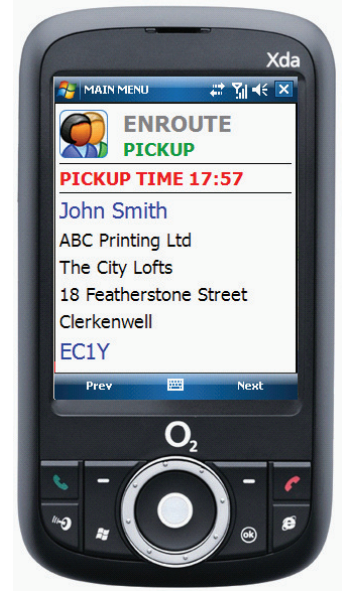 Xda
MAIN MENU
ENROUTE
PICKUP
PICKUP TIME 17:57
John Smith
ABC Printing Ltd
The City Lofts
18 Featherstone Street
Clerkenwell
EC1Y
Prev Next
O2
ok